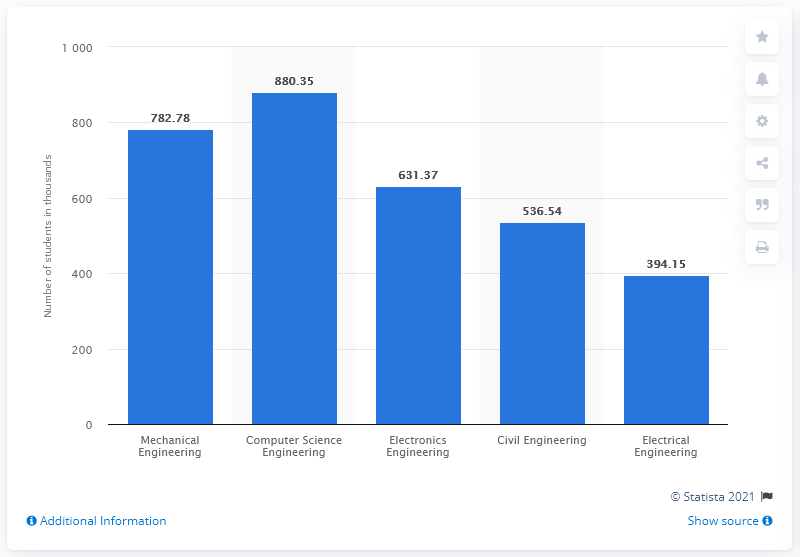 1 000
800
600
400
200
0
Number of students in thousands
782.78
880.35
631.37
536.54
394.15
Mechanical
Engineering
Computer Science
Engineering
Electronics
Engineering
Civil Engineering
Electrical
Engineering
© Statista 2021
Additional Information
Show source